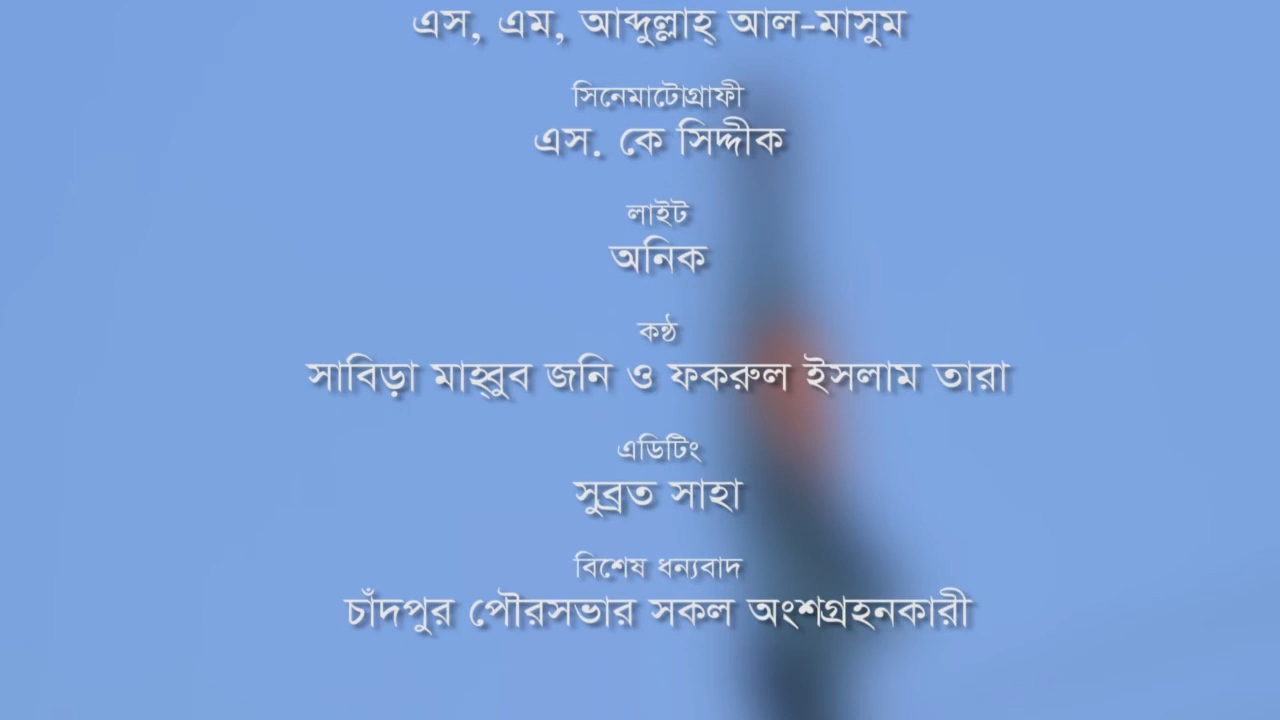 এস, এম, আব্দুল্লাহ্ আল-মাসুম
সিনেমাটোগ্রাফী
এস. কে সিদ্দীক
লাইট
অনিক
কন্ঠ
সাবিড়া মাহ্বুব জনি ও ফকরুল ইসলাম তারা
এডিটিং
সুব্রত সাহা
বিশেষ ধন্যবাদ
চাঁদপুর পৌরসভার সকল অংশগ্রহনকারী